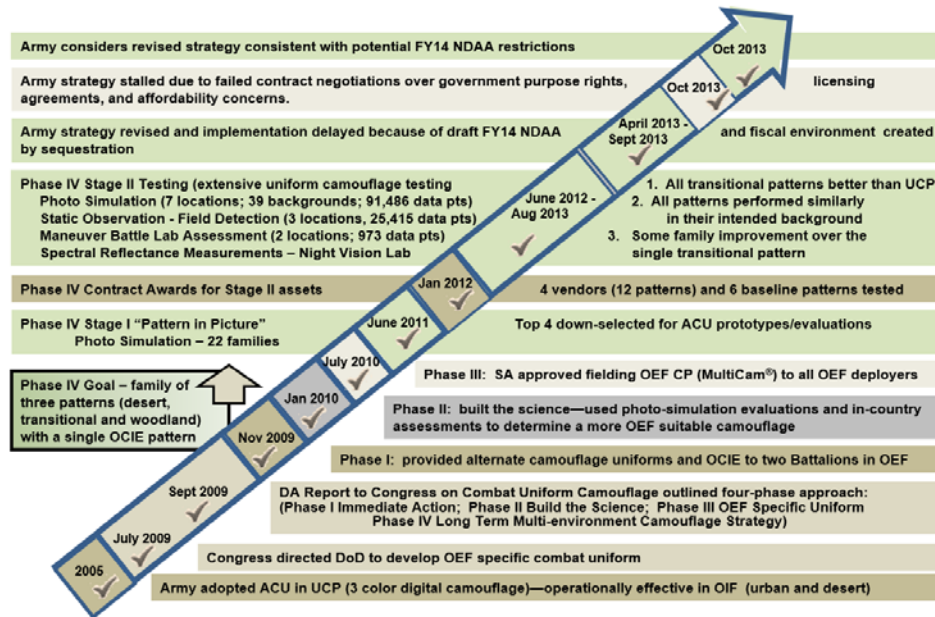 Army considers revised strategy consistent with potential FY14 NDAA restrictions
Oct 2013
Army strategy stalled due to failed contract negotiations over government purpose rights,
licensing
agreements, and affordability concerns.
Oct 2013
Army strategy revised and implementation delayed because of draft FY14 NDAA
and fiscal environment created
by sequestration
April 2013 -
Sept 2013
Phase IV Stage II Testing (extensive uniform camouflage testing
Photo Simulation (7 locations; 39 backgrounds; 91,486 data pts)
Static Observation - Field Detection (3 locations, 25,415 data pts)
Maneuver Battle Lab Assessment (2 locations; 973 data pts)
Spectral Reflectance Measurements – Night Vision Lab
June 2012 -
Aug 2013
1. All transitional patterns better than UCP
2. All patterns performed similarly
in their intended background
3. Some family improvement over the
single transitional pattern
Phase IV Contract Awards for Stage II assets
Jan 2012
4 vendors (12 patterns) and 6 baseline patterns tested
Phase IV Stage I “Pattern in Picture”
Photo Simulation – 22 families
June 2011
Top 4 down-selected for ACU prototypes/evaluations
Phase IV Goal – family of
three patterns (desert,
transitional and woodland)
with a single OCIE pattern
July 2010
Phase III: SA approved fielding OEF CP (MultiCam®) to all OEF deployers
Jan 2010
Phase II: built the science—used photo-simulation evaluations and in-country
assessments to determine a more OEF suitable camouflage
Nov 2009
Phase I: provided alternate camouflage uniforms and OCIE to two Battalions in OEF
Sept 2009
DA Report to Congress on Combat Uniform Camouflage outlined four-phase approach:
(Phase I Immediate Action; Phase II Build the Science; Phase III OEF Specific Uniform
Phase IV Long Term Multi-environment Camouflage Strategy)
July 2009
Congress directed DoD to develop OEF specific combat uniform
2005
Army adopted ACU in UCP (3 color digital camouflage)—operationally effective in OIF (urban and desert)